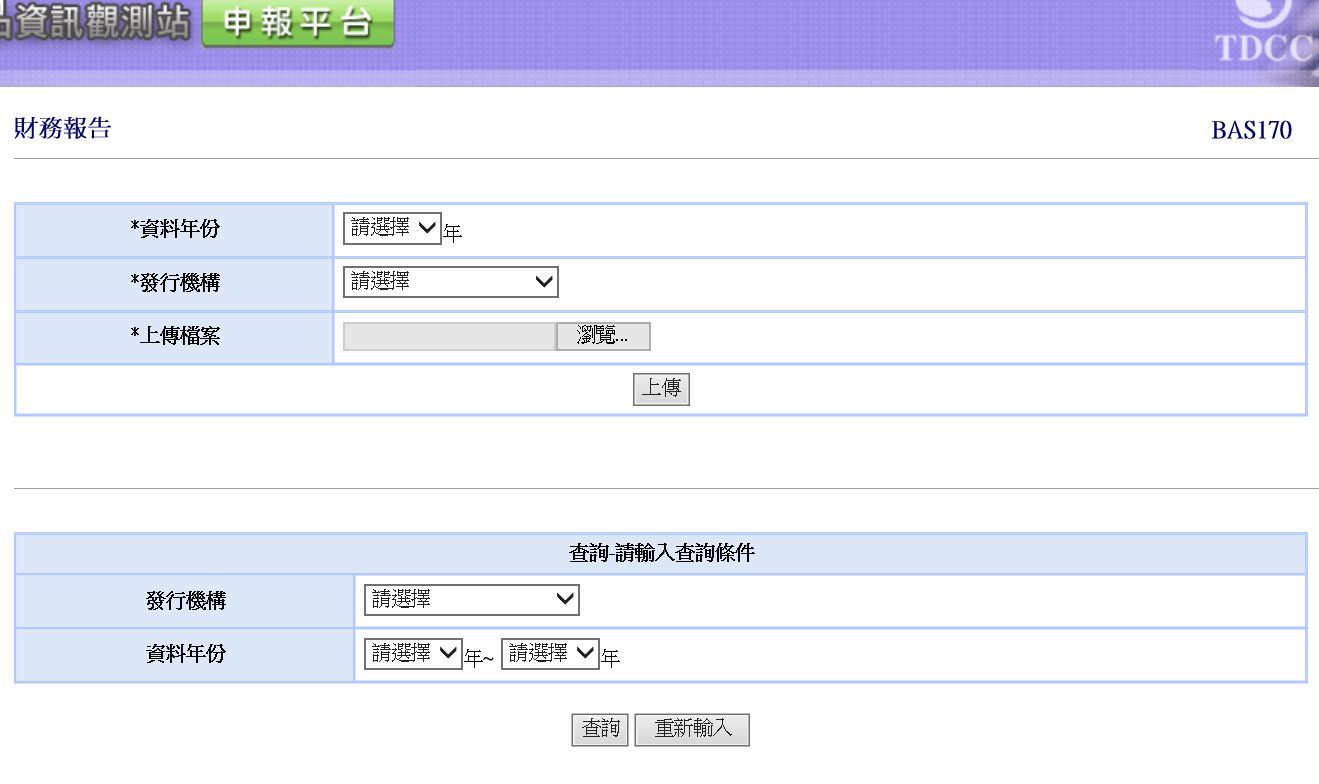 資訊觀測站 申報平台
TDCC
財務報告 BAS170
*資料年份 請選擇 年
*發行機構 請選擇
*上傳檔案 瀏覽...
上傳
查詢-請輸入查詢條件
發行機構 請選擇
資料年份 請選擇 年~ 請選擇 年
查詢 重新輸入